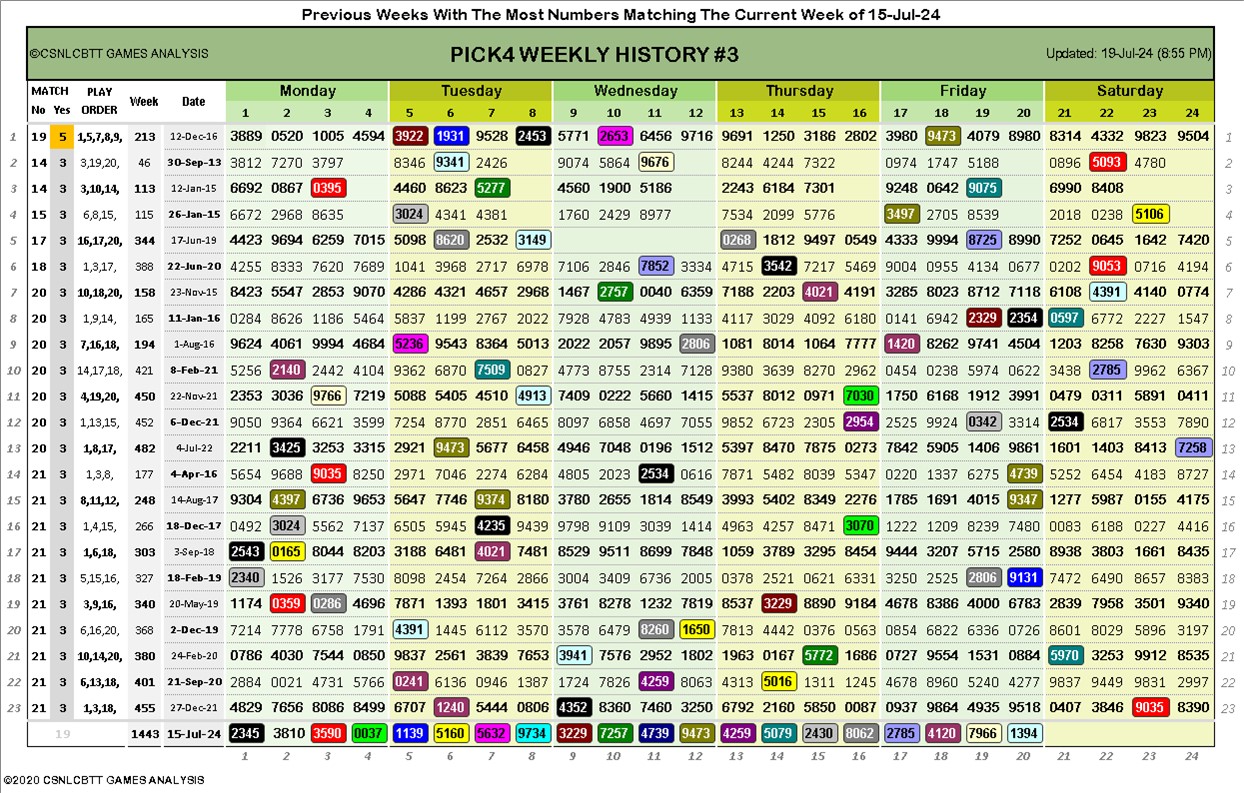 Previous Weeks With The Most Numbers Matching The Current Week of 15-Jul-24
©CSNLCBTT GAMES ANALYSIS PICK4 WEEKLY HISTORY #3 Updated: 19-Jul-24 (8:55 PM)
MATCH PLAY Week Date Monday Tuesday Wednesday Thursday Friday Saturday
No Yes ORDER 1 2 3 4 5 6 7 8 9 10 11 12 13 14 15 16 17 18 19 20 21 22 23 24
1 19 5 1,5,7,8,9, 213 12-Dec-16 3889 0520 1005 4594 3922 1931 9528 2453 5771 2653 6456 9716 9691 1250 3186 2802 3980 9473 4079 8980 8314 4332 9823 9504 1
2 14 3 3,19,20, 46 30-Sep-13 3812 7270 3797 8346 9341 2426 9074 5864 9676 8244 4244 7322 0974 1747 5188 0896 5093 4780 2
3 14 3 3,10,14, 113 12-Jan-15 6692 0867 0395 4460 8623 5277 4560 1900 5186 2243 6184 7301 9248 0642 9075 6990 8408 3
4 15 3 6,8,15, 115 26-Jan-15 6672 2968 8635 3024 4341 4381 1760 2429 8977 7534 2099 5776 3497 2705 8539 2018 0238 5106 4
5 17 3 16,17,20, 344 17-Jun-19 4423 9694 6259 7015 5098 8620 2532 3149 0268 1812 9497 0549 4333 9994 8725 8990 7252 0645 1642 7420 5
6 18 3 1,3,17, 388 22-Jun-20 4255 8333 7620 7689 1041 3968 2717 6978 7106 2846 7852 3334 4715 3542 7217 5469 9004 0955 4134 0677 0202 9053 0716 4194 6
7 20 3 10,18,20, 158 23-Nov-15 8423 5547 2853 9070 4286 4321 4657 2968 1467 2757 0040 6359 7188 2203 4021 4191 3285 8023 8712 7118 6108 4391 4140 0774 7
8 20 3 1,9,14, 165 11-Jan-16 0284 8626 1186 5464 5837 1199 2767 2022 7928 4783 4939 1133 4117 3029 4092 6180 0141 6942 2329 2354 0597 6772 2227 1547 8
9 20 3 7,16,18, 194 1-Aug-16 9624 4061 9994 4684 5236 9543 8364 5013 2022 2057 9895 2806 1081 8014 1064 7777 1420 8262 9741 4504 1203 8258 7630 9303 9
10 20 3 14,17,18, 421 8-Feb-21 5256 2140 2442 4104 9362 6870 7509 0827 4773 8755 2314 7128 9380 3639 8270 2962 0454 0238 5974 0622 3438 2785 9962 6367 10
11 20 3 4,19,20, 450 22-Nov-21 2353 3036 9766 7219 5088 5405 4510 4913 7409 0222 5660 1415 5537 8012 0971 7030 1750 6168 1912 3991 0479 0311 5891 0411 11
12 20 3 1,13,15, 452 6-Dec-21 9050 9364 6621 3599 7254 8770 2851 6465 8097 6858 4697 7055 9852 6723 2305 2954 2525 9924 0342 3314 2534 6817 3553 7890 12
13 20 3 1,8,17, 482 4-Jul-22 2211 3425 3253 3315 2921 9473 5677 6458 4946 7048 0196 1512 5397 8470 7875 0273 7842 5905 1406 9861 1601 1403 8413 7258 13
14 21 3 1,3,8, 177 4-Apr-16 5654 9688 9035 8250 2971 7046 2274 6284 4805 2023 2534 0616 7871 5482 8039 5347 0220 1337 6275 4739 5252 6454 4183 8727 14
15 21 3 8,11,12, 248 14-Aug-17 9304 4397 6736 9653 5647 7746 9374 8180 3780 2655 1814 8549 3993 5402 8349 2276 1785 1691 4015 9347 1277 5987 0155 4175 15
16 21 3 1,4,15, 266 18-Dec-17 0492 3024 5562 7137 6505 5945 4235 9439 9798 9109 3039 1414 4963 4257 8471 3070 1222 1209 8239 7480 0083 6188 0227 4416 16
17 21 3 1,6,18, 303 3-Sep-18 2543 0165 8044 8203 3188 6481 4021 7481 8529 9511 8699 7848 1059 3789 3295 8454 9444 3207 5715 2580 8938 3803 1661 8435 17
18 21 3 5,15,16, 327 18-Feb-19 2340 1526 3177 7530 8098 2454 7264 2866 3004 3409 6736 2005 0378 2521 0621 6331 3250 2525 2806 9131 7472 6490 8657 8383 18
19 21 3 3,9,16, 340 20-May-19 1174 0359 0286 4696 7871 1393 1801 3415 3761 8278 1232 7819 8537 3229 8890 9184 4678 8386 4000 6783 2839 7958 3501 9340 19
20 21 3 6,16,20, 368 2-Dec-19 7214 7778 6758 1791 4391 1445 6112 3570 3578 6479 8260 1650 7813 4442 0376 0563 0854 6822 6336 0726 8601 8029 5896 3197 20
21 21 3 10,14,20, 380 24-Feb-20 0786 4030 7544 0850 9837 2561 3839 7653 3941 7576 2952 1802 1963 0167 5772 1686 0727 9554 1531 0884 5970 3253 9912 8535 21
22 21 3 6,13,18, 401 21-Sep-20 2884 0021 4731 5766 0241 6136 0946 1387 1724 7826 4259 8063 4313 5016 1311 1245 4678 6560 5240 4277 9837 9449 9831 2997 22
23 21 3 1,3,18, 455 27-Dec-21 4829 7656 8086 8499 6707 1240 5444 0806 4352 8360 7460 3250 6792 2160 5850 0087 0937 9864 4935 9518 0407 3846 9035 8390 23
19 1443 15-Jul-24 2345 3810 3590 0037 1139 5160 5632 9734 3229 7257 4739 9473 4259 5079 2430 8062 2785 4120 7966 1394
1 2 3 4 5 6 7 8 9 10 11 12 13 14 15 16 17 18 19 20 21 22 23 24
©2020 CSNLCBTT GAMES ANALYSIS